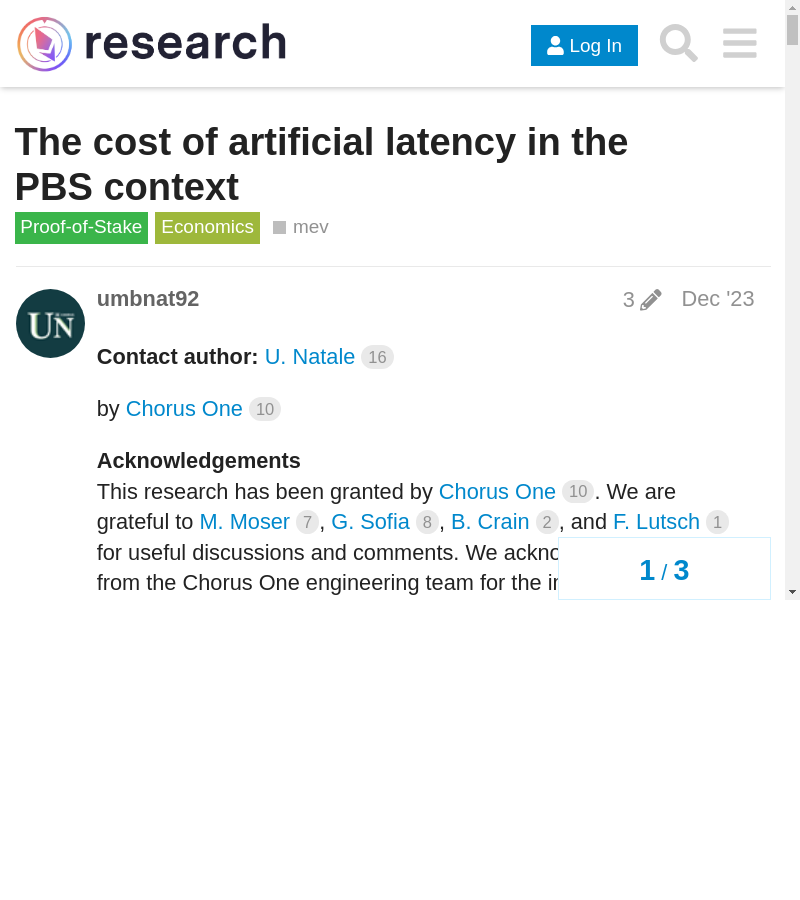 research
Log In
The cost of artificial latency in the
PBS context
Proof-of-Stake Economics mev
umbnat92 3 Dec '23
UN
Contact author: U. Natale 16
by Chorus One 10
Acknowledgements
This research has been granted by Chorus One 10. We are
grateful to M. Moser 7, G. Sofia 8, B. Crain 2, and F. Lutsch 1
for useful discussions and comments. We ackno
from the Chorus One engineering team for the in
1 / 3